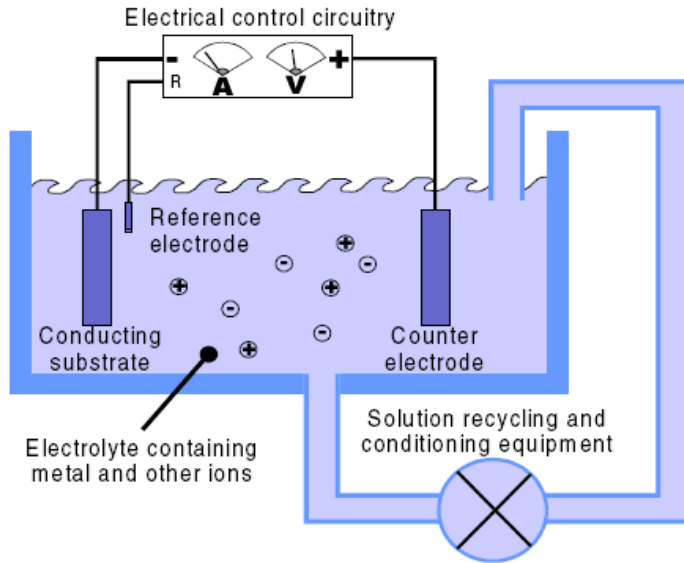 Electrical control circuitry
- A V +
R
Reference
electrode
+ - + - - + - +
Conducting
substrate
Counter
electrode
Electrolyte containing
metal and other ions
Solution recycling and
conditioning equipment